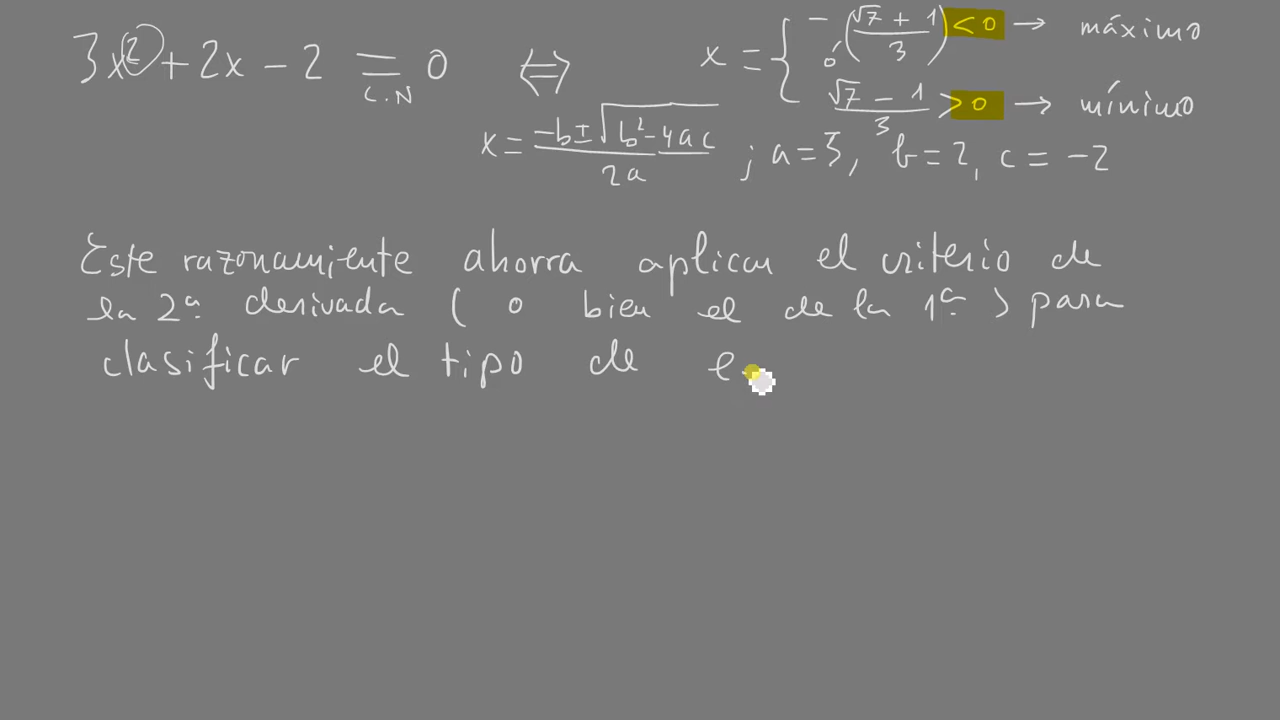 3x² + 2x - 2 = 0 ⇔ x = { - (√7 + 1 / 3) < 0 → máximo
C.N
ó
√7 - 1 / 3 > 0 → mínimo
x = -b ± √b² - 4ac / 2a ; a = 3, b = 2, c = -2
Este razonamiento ahorra aplicar el criterio de
la 2ª derivada ( o bien el de la 1ª ) para
clasificar el tipo de e